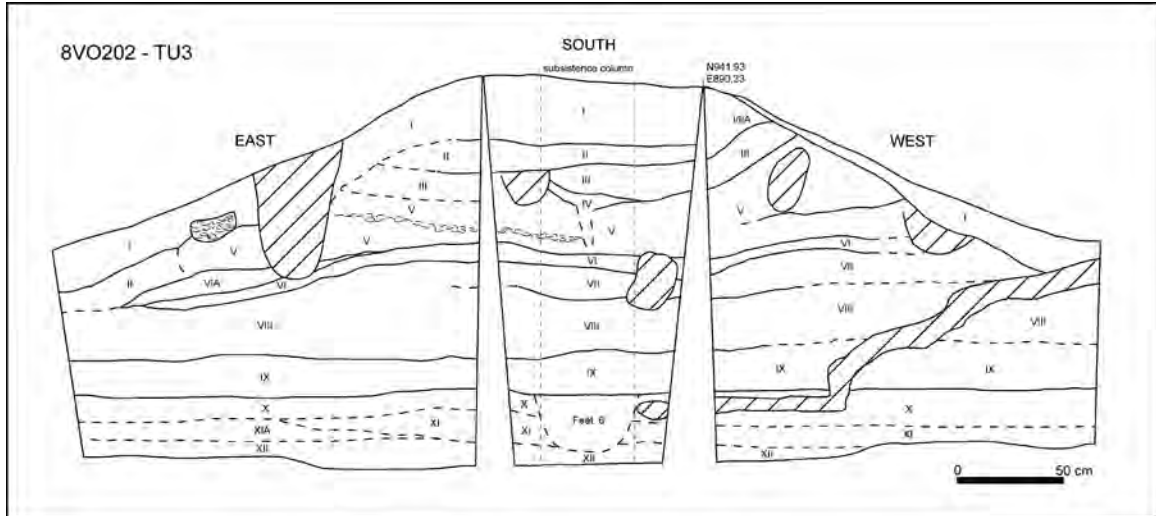 8VO202 - TU3
SOUTH
subsistence column
N941.93
E890.23
EAST
WEST
I
II
III
V
V
I
V
II
VIA
VI
VIII
IX
X
XIA
XI
XII
I
II
III
IV
V
VI
VII
VIII
IX
X
XI
Feat 6
XII
I/IIA
III
V
I
VI
VII
VIII
VIII
IX
IX
X
XI
XII
0 50 cm